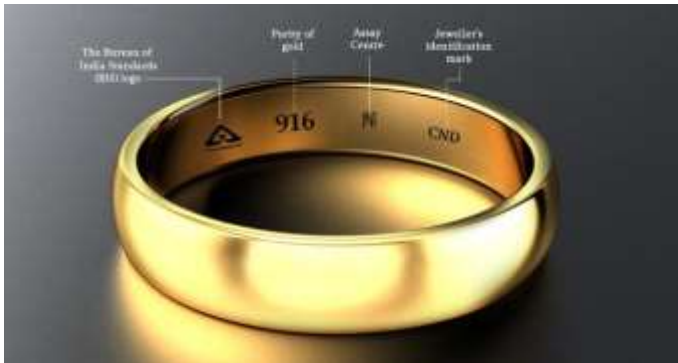 The Bureau of
India Standards
(BIS) logo
Purity of
gold
Assay
Centre
Jeweller's
identification
mark
916
CND